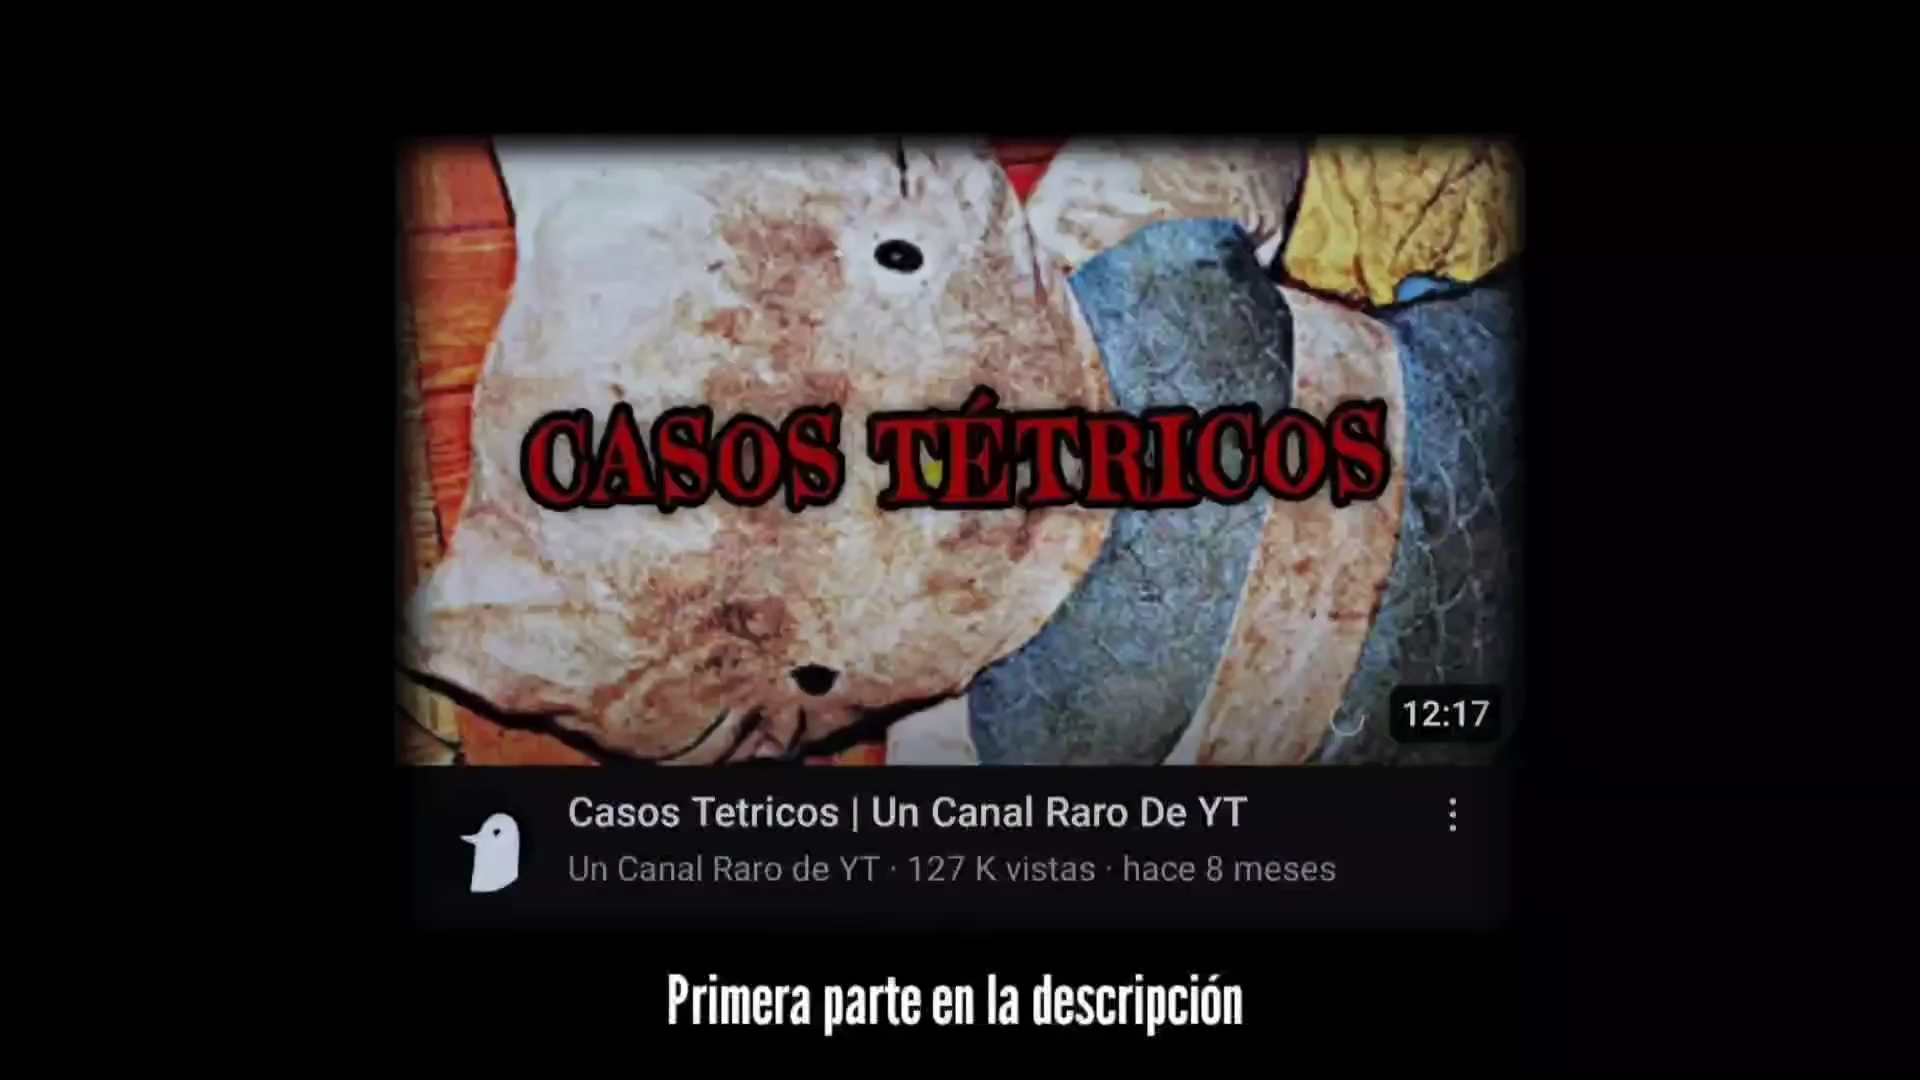 CASOS TÉTRICOS
12:17
Casos Tetricos | Un Canal Raro De YT
Un Canal Raro de YT · 127 K vistas · hace 8 meses
Primera parte en la descripción